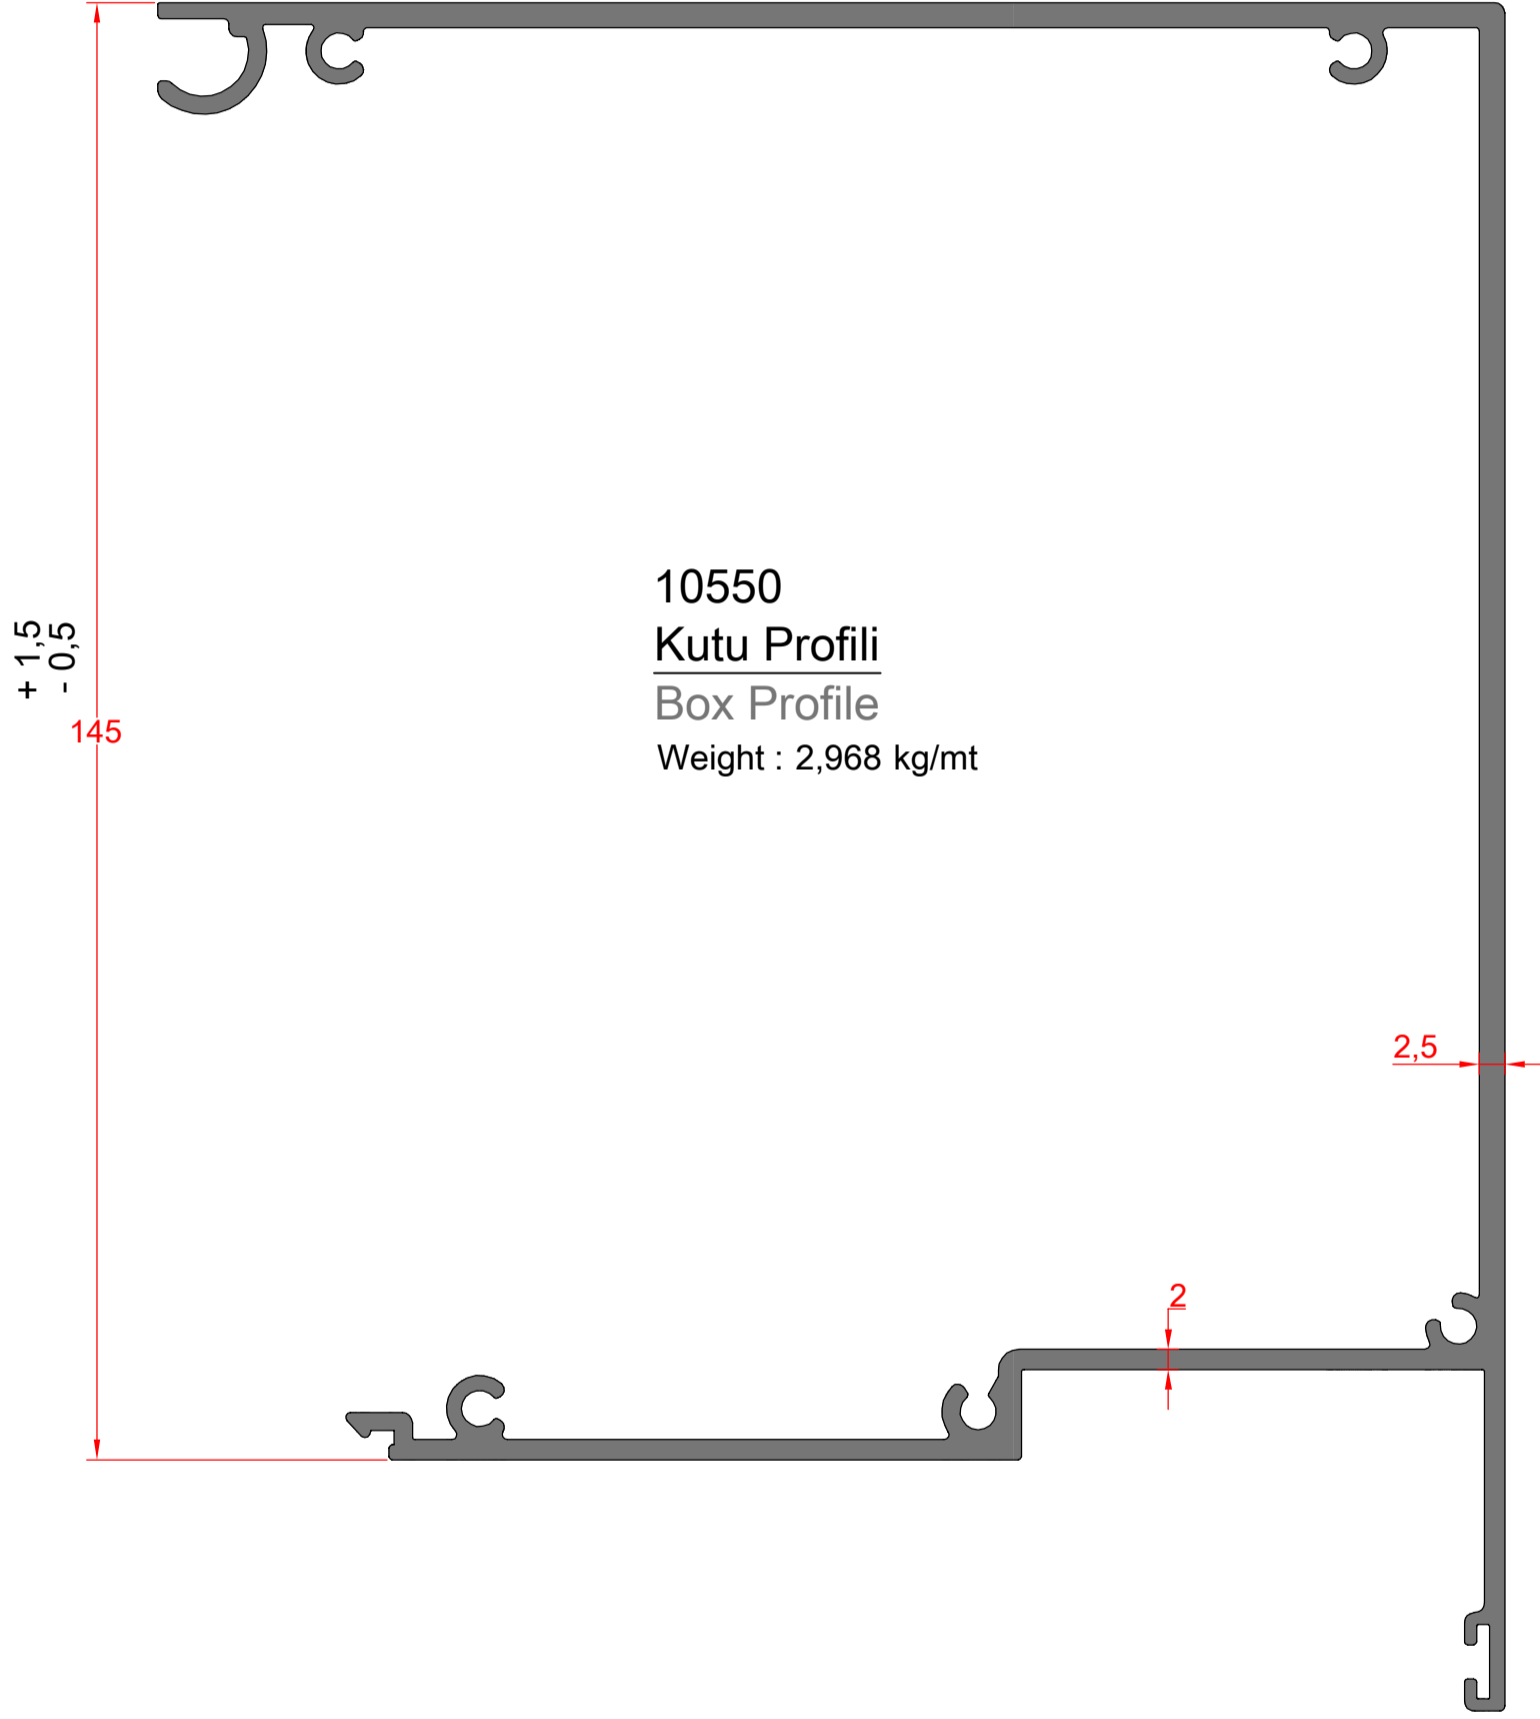 10550
Kutu Profili
Box Profile
Weight : 2,968 kg/mt
+ 1,5
- 0,5
145
2,5
2